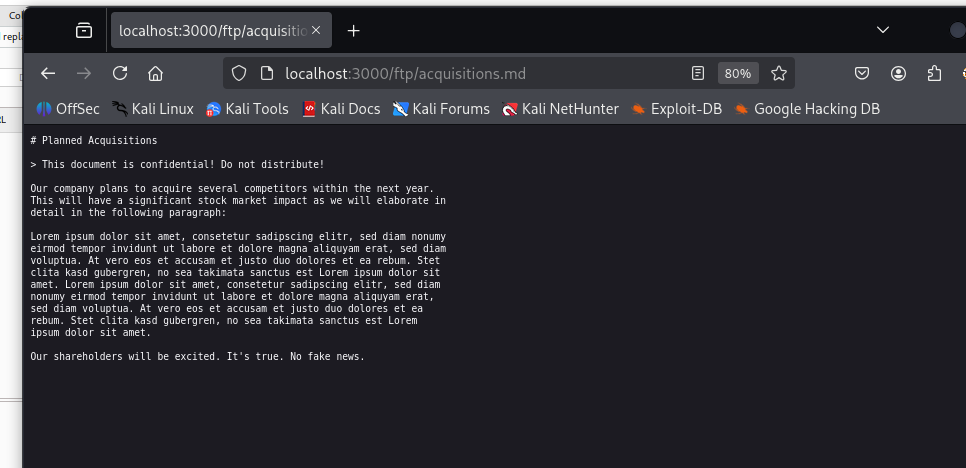 Col
repl
localhost:3000/ftp/acquisitio
localhost:3000/ftp/acquisitions.md
80%
OffSec
Kali Linux
Kali Tools
Kali Docs
Kali Forums
Kali NetHunter
Exploit-DB
Google Hacking DB
# Planned Acquisitions
> This document is confidential! Do not distribute!
Our company plans to acquire several competitors within the next year.
This will have a significant stock market impact as we will elaborate in
detail in the following paragraph:
Lorem ipsum dolor sit amet, consetetur sadipscing elitr, sed diam nonumy
eirmod tempor invidunt ut labore et dolore magna aliquyam erat, sed diam
voluptua. At vero eos et accusam et justo duo dolores et ea rebum. Stet
clita kasd gubergren, no sea takimata sanctus est Lorem ipsum dolor sit
amet. Lorem ipsum dolor sit amet, consetetur sadipscing elitr, sed diam
nonumy eirmod tempor invidunt ut labore et dolore magna aliquyam erat,
sed diam voluptua. At vero eos et accusam et justo duo dolores et ea
rebum. Stet clita kasd gubergren, no sea takimata sanctus est Lorem
ipsum dolor sit amet.
Our shareholders will be excited. It's true. No fake news.